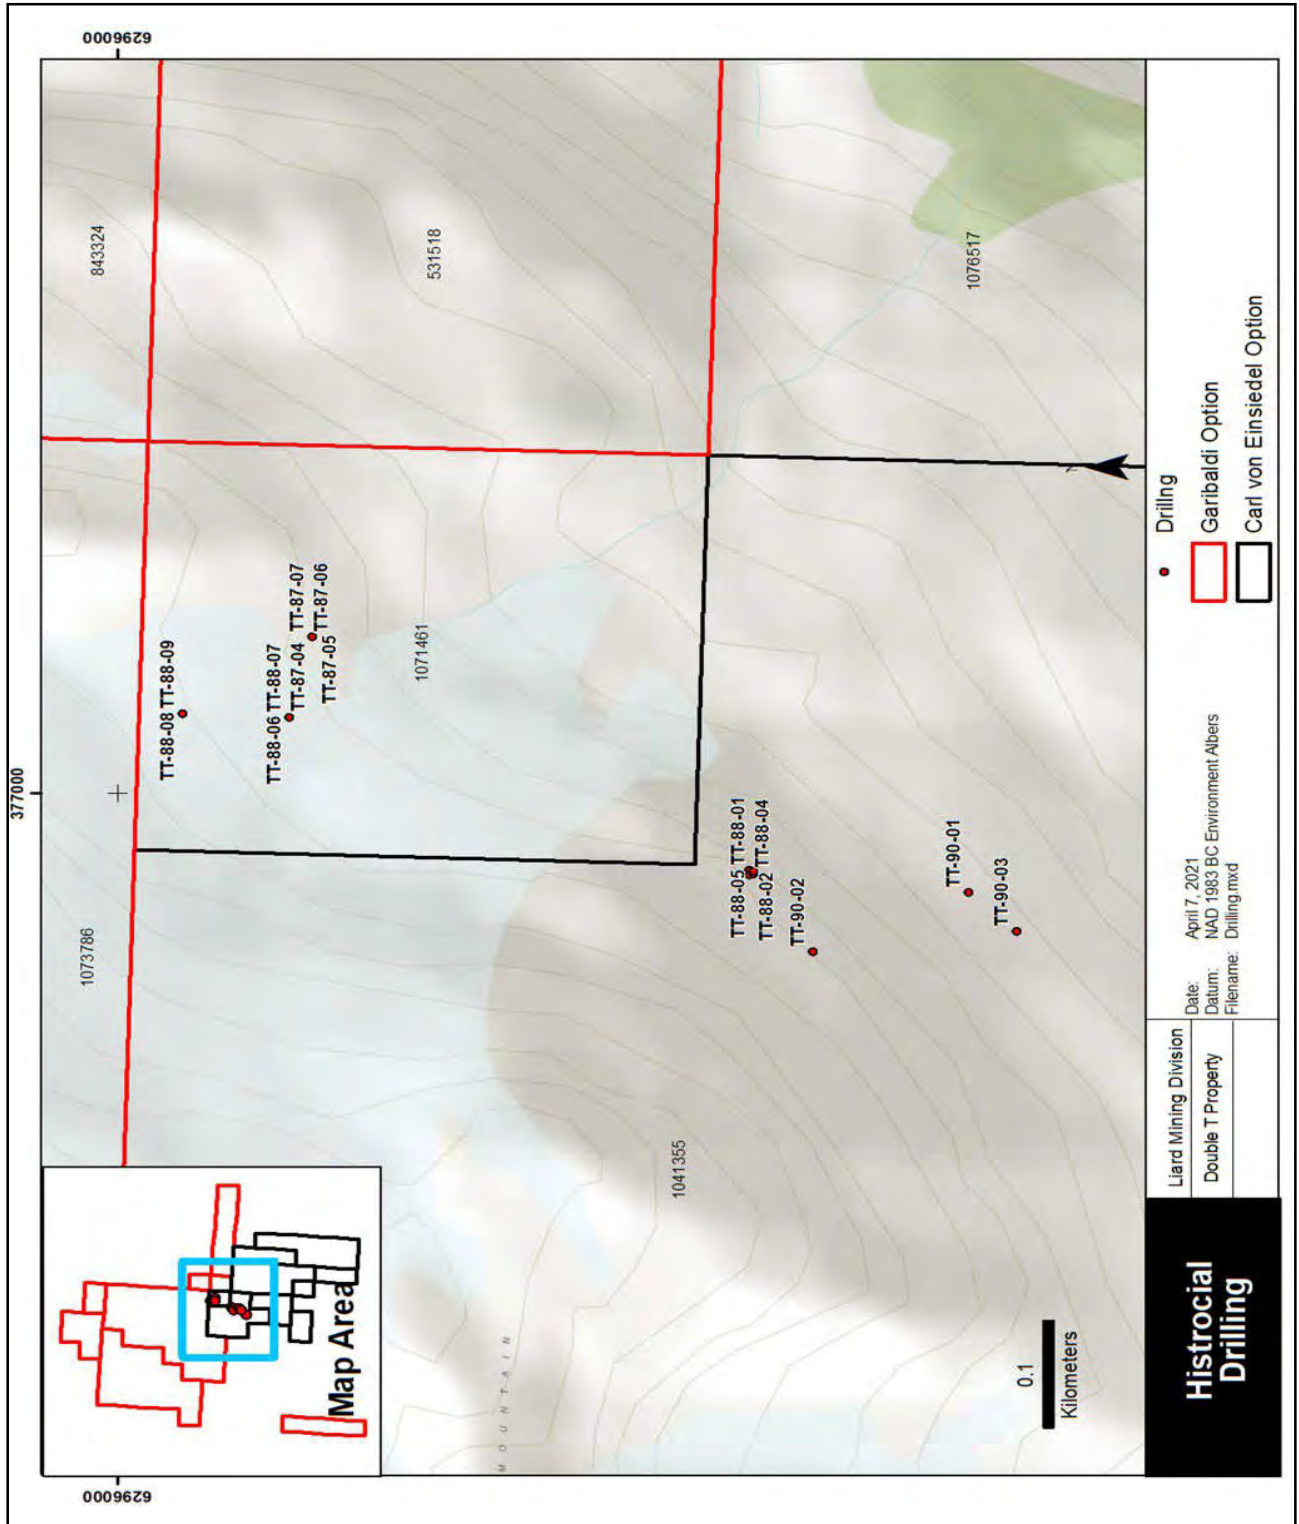 6296000
6296000
377000
843324
531518
1076517
1073786
1071461
1041355
TT-88-08 TT-88-09
TT-88-06 TT-88-07
TT-87-04
TT-87-05
TT-87-07
TT-87-06
TT-88-05 TT-88-01
TT-88-02 TT-88-04
TT-90-02
TT-90-01
TT-90-03
MOUNTAIN
Map Area
0.1
Kilometers
N
Histrocial
Drilling
Liard Mining Division
Double T Property
Date: April 7, 2021
Datum: NAD 1983 BC Environment Albers
Filename: Drilling.mxd
Drilling
Garibaldi Option
Carl von Einsiedel Option